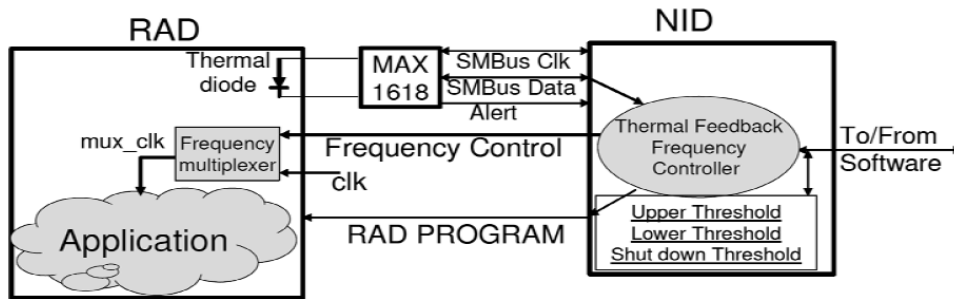 RAD
NID
Thermal
diode
MAX
1618
SMBus Clk
SMBus Data
Alert
mux_clk
Frequency
multiplexer
Frequency Control
clk
Thermal Feedback
Frequency
Controller
To/From
Software
Application
RAD PROGRAM
Upper Threshold
Lower Threshold
Shut down Threshold